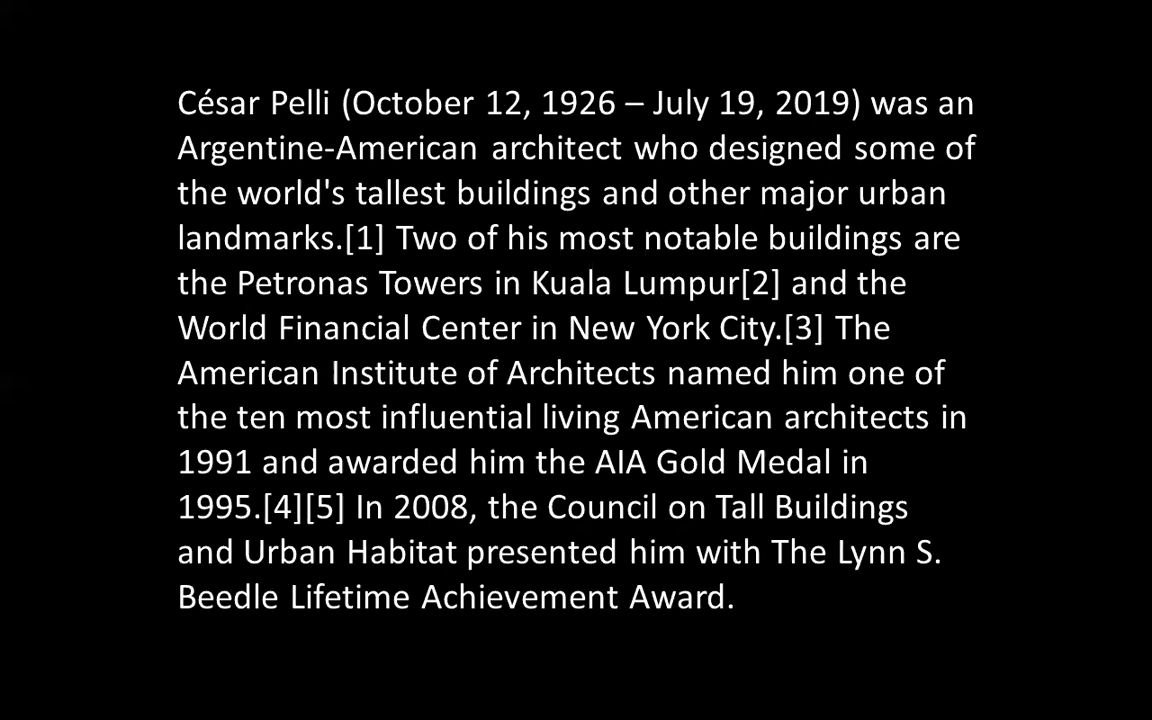 César Pelli (October 12, 1926 – July 19, 2019) was an
Argentine-American architect who designed some of
the world's tallest buildings and other major urban
landmarks.[1] Two of his most notable buildings are
the Petronas Towers in Kuala Lumpur[2] and the
World Financial Center in New York City.[3] The
American Institute of Architects named him one of
the ten most influential living American architects in
1991 and awarded him the AIA Gold Medal in
1995.[4][5] In 2008, the Council on Tall Buildings
and Urban Habitat presented him with The Lynn S.
Beedle Lifetime Achievement Award.